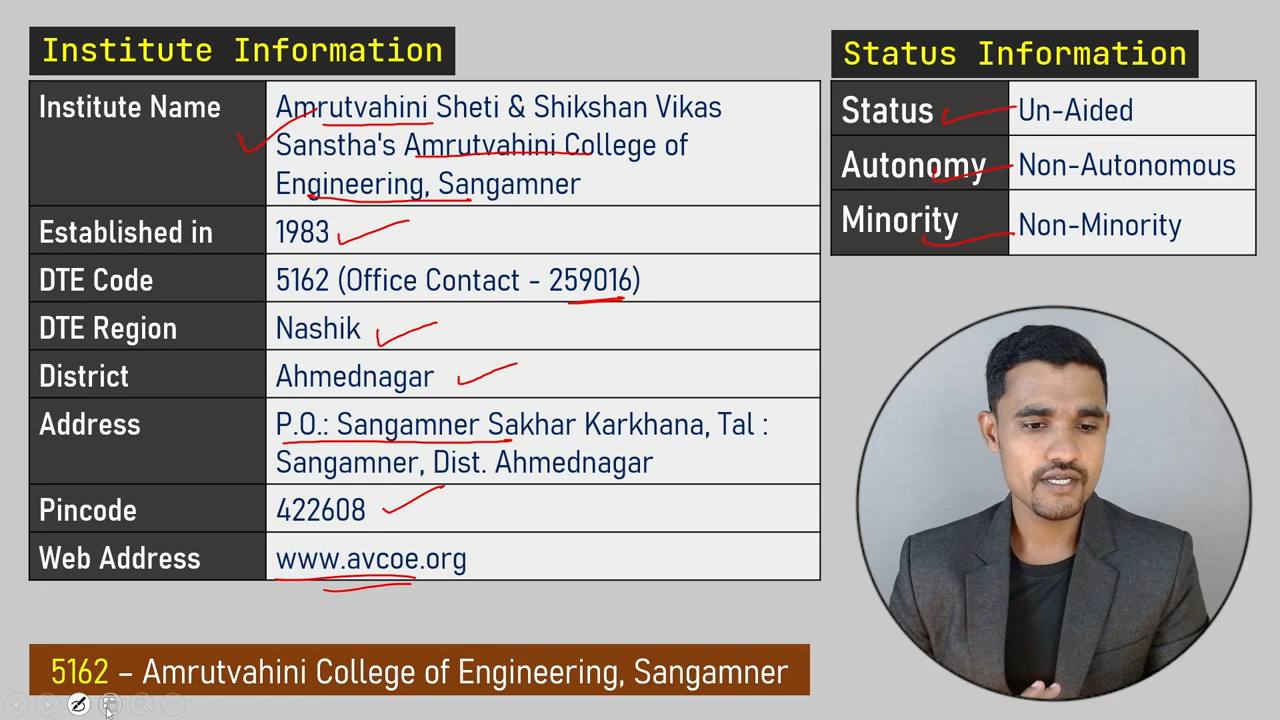 Institute Information
Institute Name
Amrutvahini Sheti & Shikshan Vikas
Sanstha's Amrutvahini College of
Engineering, Sangamner
Established in
1983
DTE Code
5162 (Office Contact - 259016)
DTE Region
Nashik
District
Ahmednagar
Address
P.O.: Sangamner Sakhar Karkhana, Tal :
Sangamner, Dist. Ahmednagar
Pincode
422608
Web Address
www.avcoe.org
Status Information
Status
Un-Aided
Autonomy
Non-Autonomous
Minority
Non-Minority
5162 – Amrutvahini College of Engineering, Sangamner